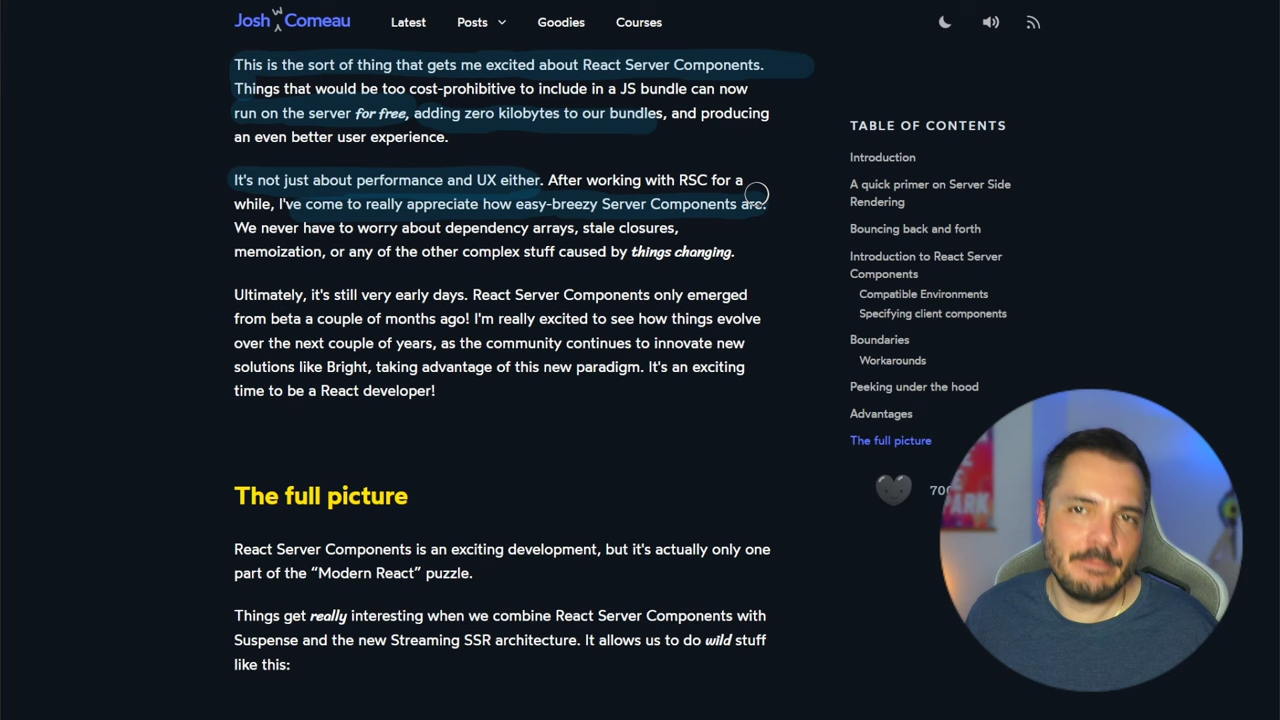 Josh W Comeau
Latest
Posts
Goodies
Courses
This is the sort of thing that gets me excited about React Server Components.
Things that would be too cost-prohibitive to include in a JS bundle can now
run on the server for free, adding zero kilobytes to our bundles, and producing
an even better user experience.
It's not just about performance and UX either. After working with RSC for a
while, I've come to really appreciate how easy-breezy Server Components are.
We never have to worry about dependency arrays, stale closures,
memoization, or any of the other complex stuff caused by things changing.
Ultimately, it's still very early days. React Server Components only emerged
from beta a couple of months ago! I'm really excited to see how things evolve
over the next couple of years, as the community continues to innovate new
solutions like Bright, taking advantage of this new paradigm. It's an exciting
time to be a React developer!
The full picture
React Server Components is an exciting development, but it's actually only one
part of the “Modern React” puzzle.
Things get really interesting when we combine React Server Components with
Suspense and the new Streaming SSR architecture. It allows us to do wild stuff
like this:
TABLE OF CONTENTS
Introduction
A quick primer on Server Side
Rendering
Bouncing back and forth
Introduction to React Server
Components
Compatible Environments
Specifying client components
Boundaries
Workarounds
Peeking under the hood
Advantages
The full picture
PARK